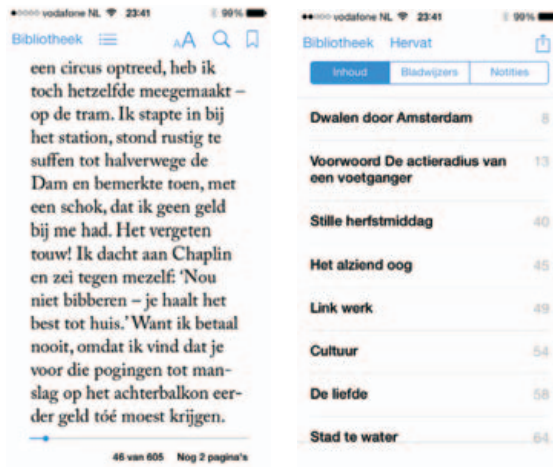 vodafone NL 23:41 99%
Bibliotheek AA
een circus optreed, heb ik
toch hetzelfde meegemaakt –
op de tram. Ik stapte in bij
het station, stond rustig te
suffen tot halverwege de
Dam en bemerkte toen, met
een schok, dat ik geen geld
bij me had. Het vergeten
touw! Ik dacht aan Chaplin
en zei tegen mezelf: ‘Nou
niet bibberen – je haalt het
best tot huis.’ Want ik betaal
nooit, omdat ik vind dat je
voor die pogingen tot man-
slag op het achterbalkon eer-
der geld tóé moest krijgen.
46 van 605 Nog 2 pagina's
vodafone NL 23:41 99%
Bibliotheek Hervat
Inhoud Bladwijzers Notities
Dwalen door Amsterdam 8
Voorwoord De actieradius van 13
een voetganger
Stille herfstmiddag 40
Het alziend oog 45
Link werk 49
Cultuur 54
De liefde 58
Stad te water 64